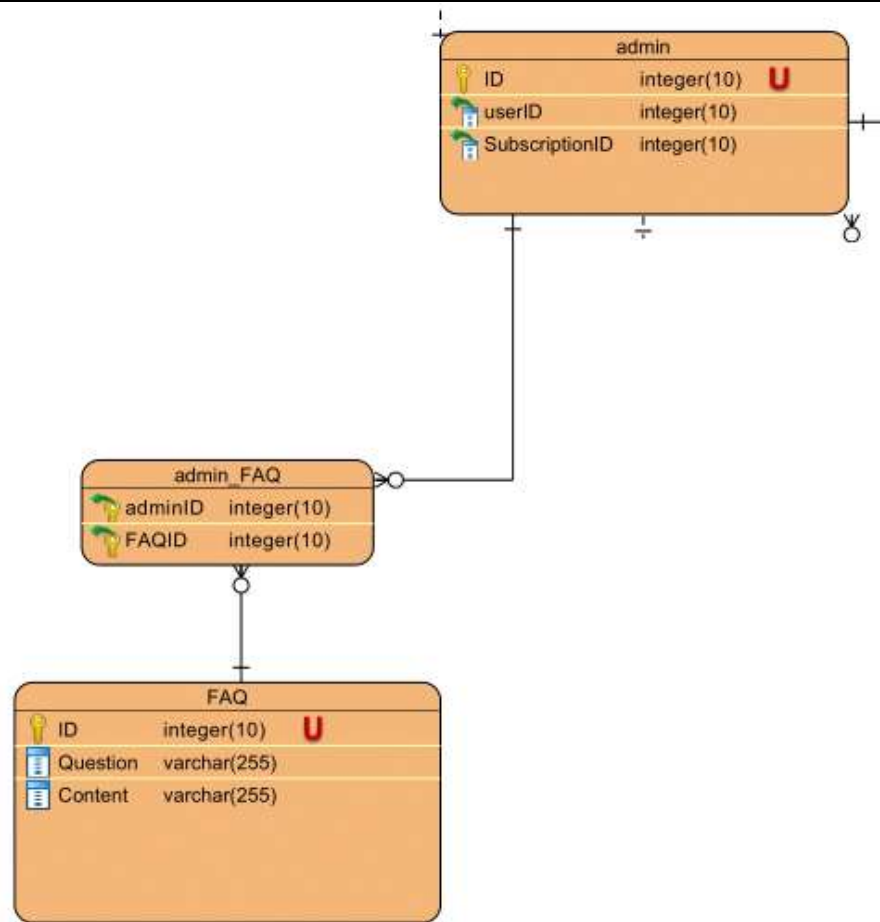 admin
ID integer(10) U
userID integer(10)
SubscriptionID integer(10)
admin_FAQ
adminID integer(10)
FAQID integer(10)
FAQ
ID integer(10) U
Question varchar(255)
Content varchar(255)